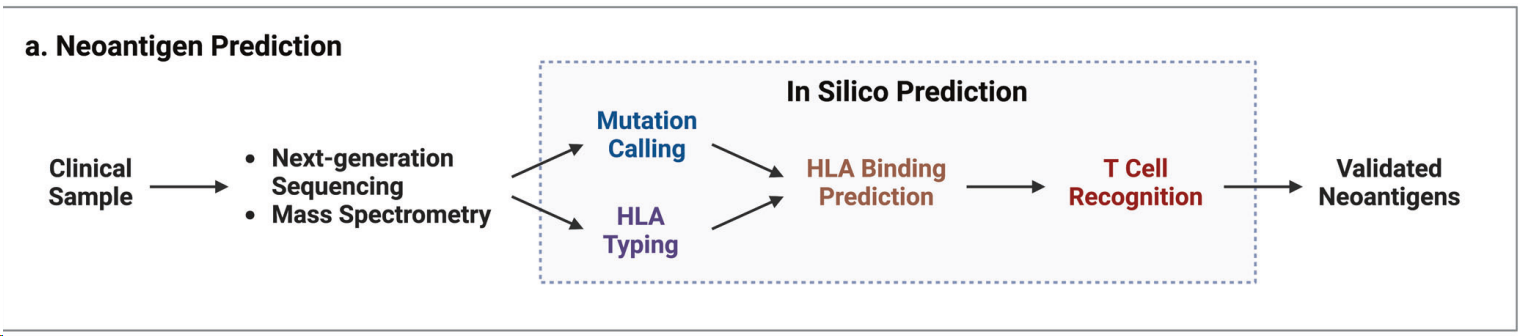 a. Neoantigen Prediction
In Silico Prediction
Clinical
Sample
• Next-generation
Sequencing
• Mass Spectrometry
Mutation
Calling
HLA
Typing
HLA Binding
Prediction
T Cell
Recognition
Validated
Neoantigens